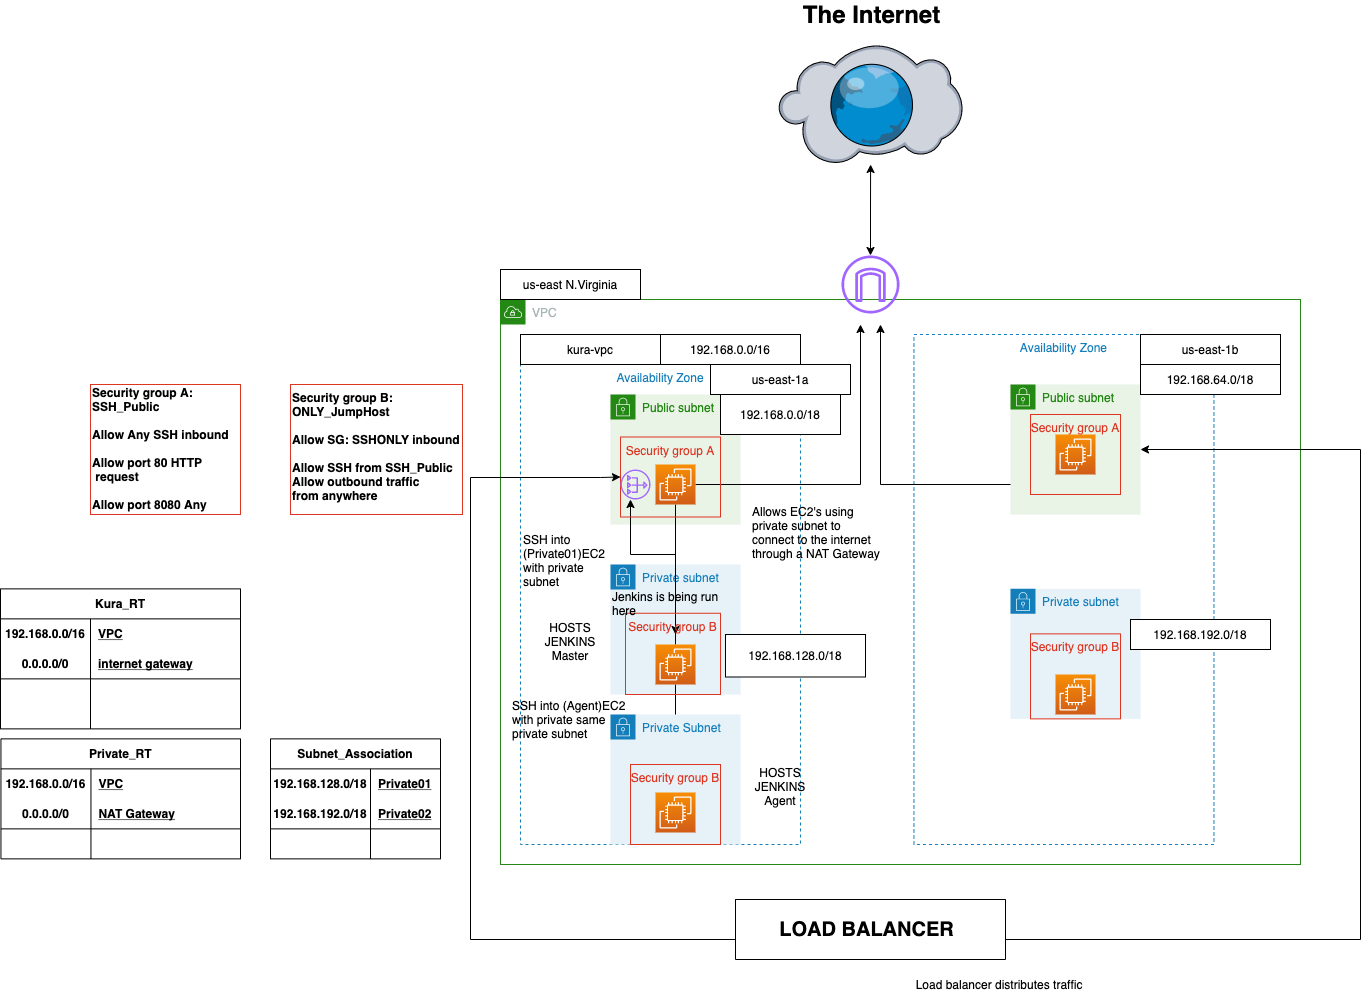 The Internet
us-east N.Virginia
VPC
kura-vpc
192.168.0.0/16
Availability Zone
us-east-1a
Public subnet
192.168.0.0/18
Security group A
Allows EC2's using
private subnet to
connect to the internet
through a NAT Gateway
SSH into
(Private01)EC2
with private
subnet
Private subnet
Jenkins is being run
here
Security group B
HOSTS
JENKINS
Master
192.168.128.0/18
SSH into (Agent)EC2
with private same
private subnet
Private Subnet
Security group B
HOSTS
JENKINS
Agent
Availability Zone
us-east-1b
192.168.64.0/18
Public subnet
Security group A
Private subnet
192.168.192.0/18
Security group B
Security group A:
SSH_Public
Allow Any SSH inbound
Allow port 80 HTTP
request
Allow port 8080 Any
Security group B:
ONLY_JumpHost
Allow SG: SSHONLY inbound
Allow SSH from SSH_Public
Allow outbound traffic
from anywhere
Kura_RT
192.168.0.0/16 VPC
0.0.0.0/0 internet gateway
Private_RT
192.168.0.0/16 VPC
0.0.0.0/0 NAT Gateway
Subnet_Association
192.168.128.0/18 Private01
192.168.192.0/18 Private02
LOAD BALANCER
Load balancer distributes traffic